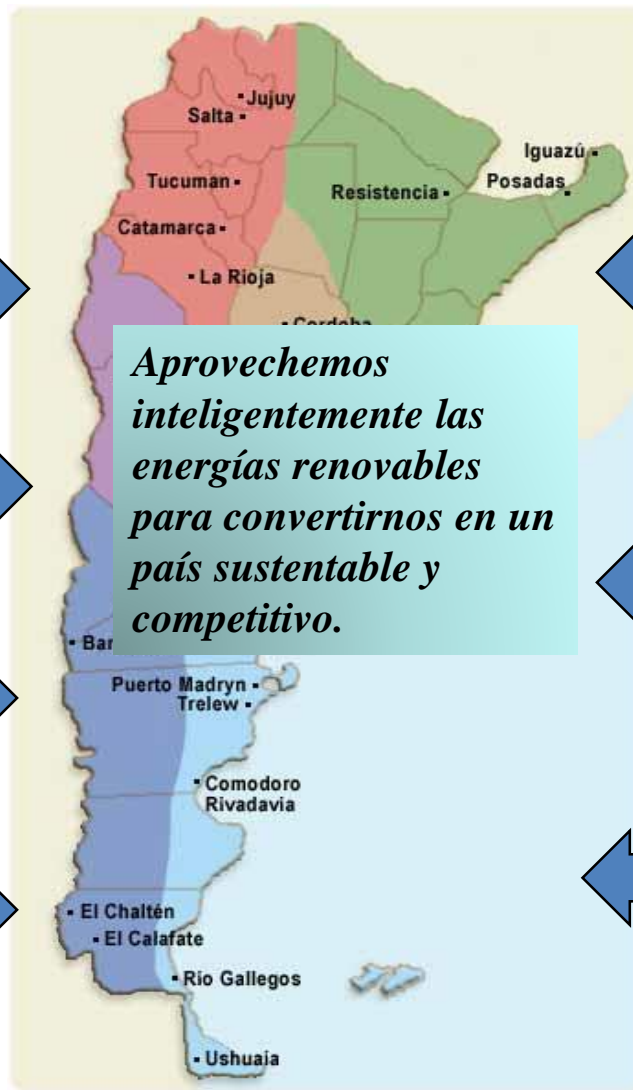 Jujuy
Salta
Iguazú
Tucuman
Resistencia
Posadas
Catamarca
La Rioja
Aprovechemos
inteligentemente las
energías renovables
para convertirnos en un
país sustentable y
competitivo.
Puerto Madryn
Trelew
Comodoro
Rivadavia
El Chaltén
El Calafate
Rio Gallegos
Ushuaia